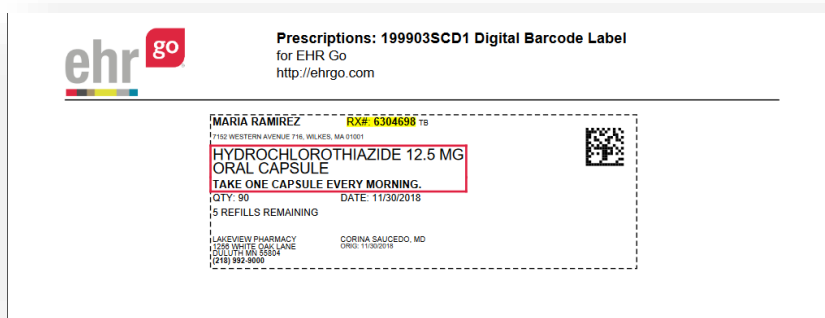 ehr go
Prescriptions: 199903SCD1 Digital Barcode Label
for EHR Go
http://ehrgo.com
MARIA RAMIREZ RX#: 6304698 TB
7152 WESTERN AVENUE 716, WILKES, MA 01001
HYDROCHLOROTHIAZIDE 12.5 MG
ORAL CAPSULE
TAKE ONE CAPSULE EVERY MORNING.
QTY: 90 DATE: 11/30/2018
5 REFILLS REMAINING
LAKEVIEW PHARMACY CORINA SAUCEDO, MD
1256 WHITE OAK LANE ORIG: 11/30/2018
DULUTH MN 55804
(218) 992-9000